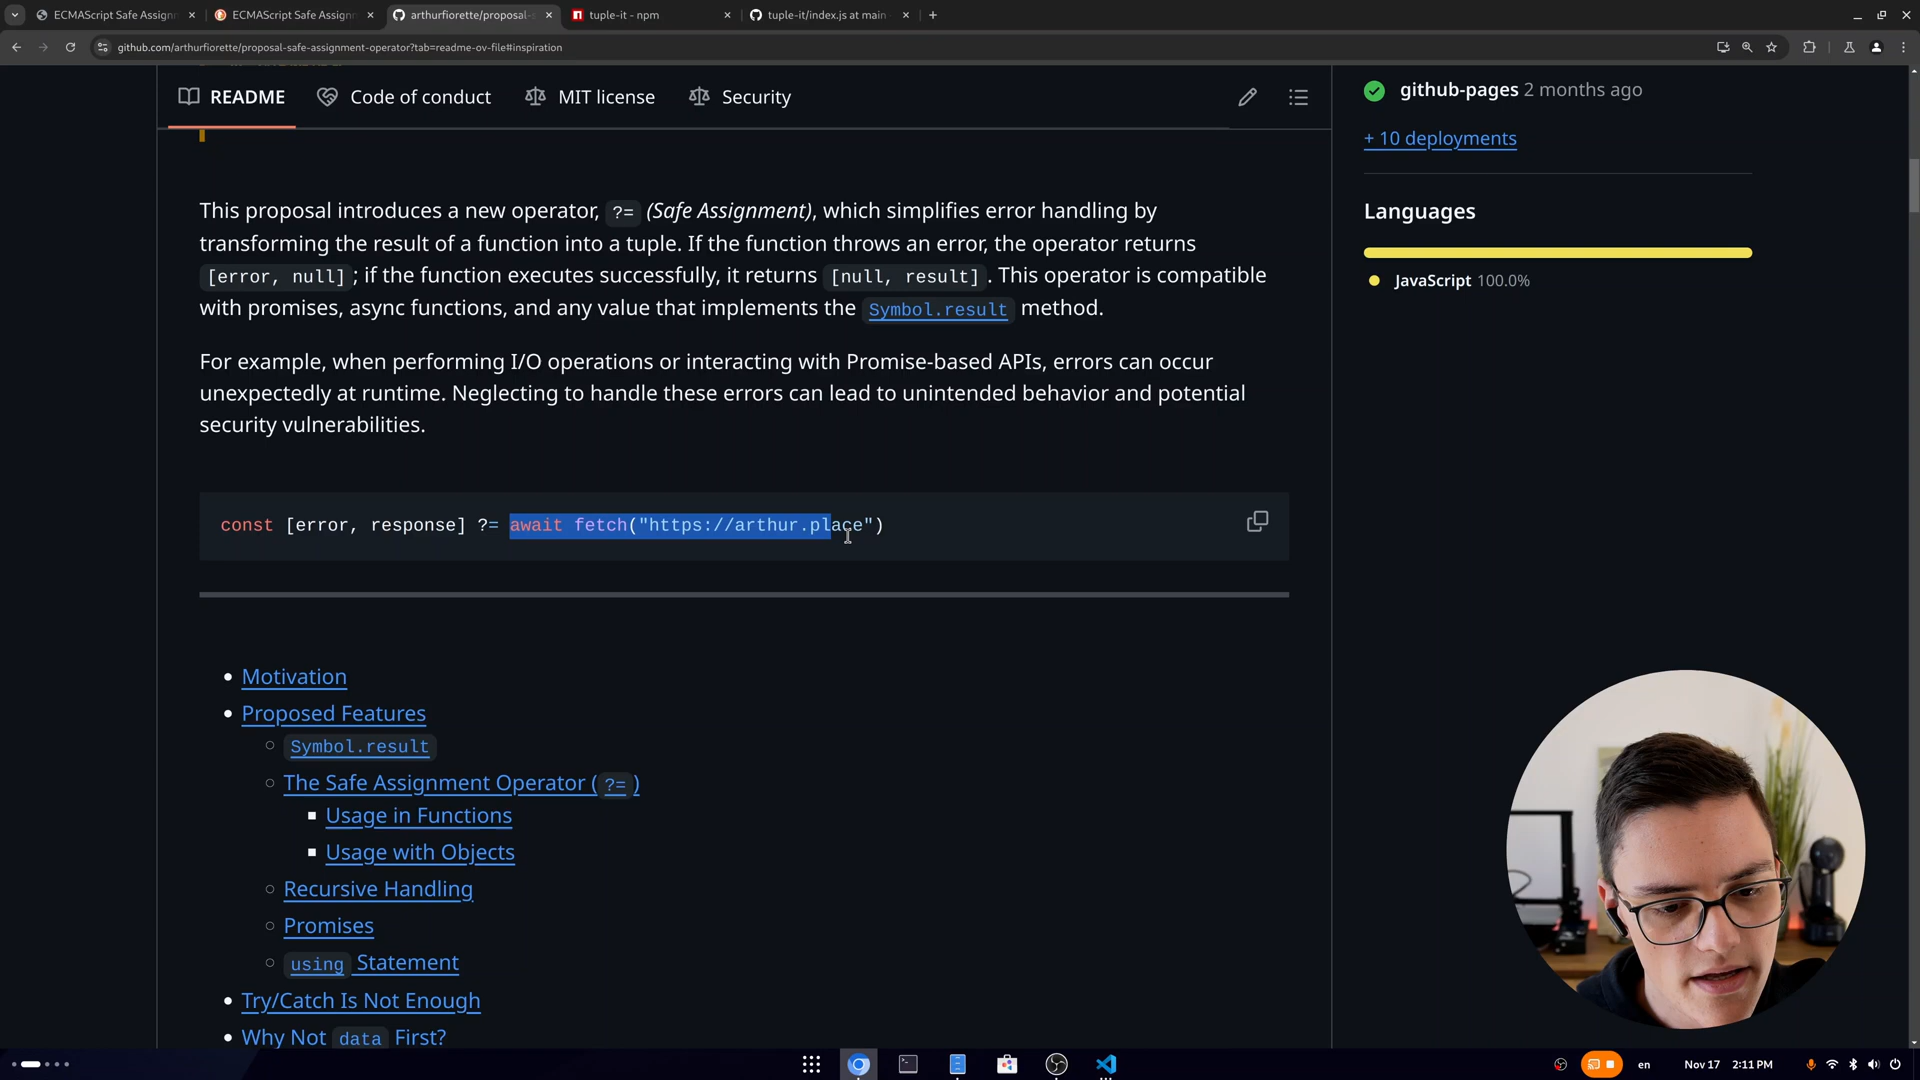 ECMAScript Safe Assignm
ECMAScript Safe Assignm
arthurfiorette/proposal-s
tuple-it - npm
tuple-it/index.js at main
github.com/arthurfiorette/proposal-safe-assignment-operator?tab=readme-ov-file#inspiration
README
Code of conduct
MIT license
Security
github-pages 2 months ago
+ 10 deployments
Languages
JavaScript 100.0%
This proposal introduces a new operator, ?= (Safe Assignment), which simplifies error handling by
transforming the result of a function into a tuple. If the function throws an error, the operator returns
[error, null] ; if the function executes successfully, it returns [null, result] . This operator is compatible
with promises, async functions, and any value that implements the Symbol.result method.
For example, when performing I/O operations or interacting with Promise-based APIs, errors can occur
unexpectedly at runtime. Neglecting to handle these errors can lead to unintended behavior and potential
security vulnerabilities.
const [error, response] ?= await fetch("https://arthur.place")
Motivation
Proposed Features
Symbol.result
The Safe Assignment Operator ( ?= )
Usage in Functions
Usage with Objects
Recursive Handling
Promises
using Statement
Try/Catch Is Not Enough
Why Not data First?
en
Nov 17 2:11 PM